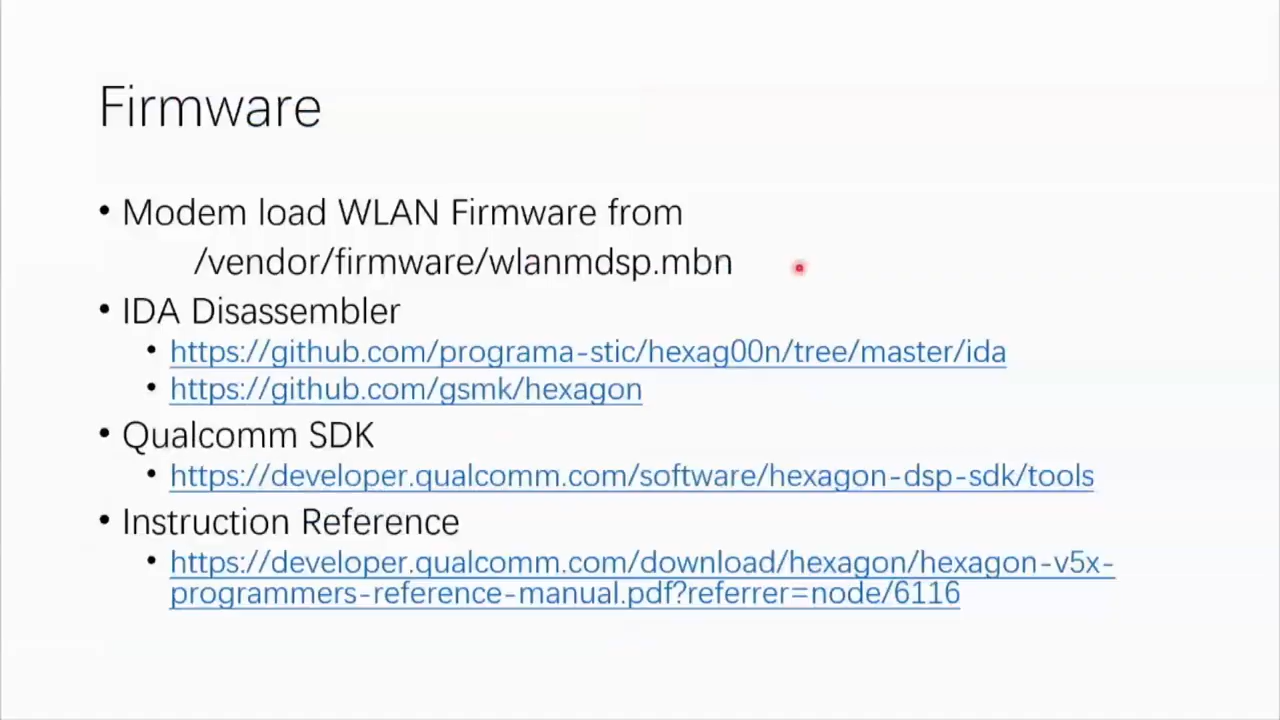 Firmware
• Modem load WLAN Firmware from
/vendor/firmware/wlanmdsp.mbn
• IDA Disassembler
• https://github.com/programa-stic/hexag00n/tree/master/ida
• https://github.com/gsmk/hexagon
• Qualcomm SDK
• https://developer.qualcomm.com/software/hexagon-dsp-sdk/tools
• Instruction Reference
• https://developer.qualcomm.com/download/hexagon/hexagon-v5x-
programmers-reference-manual.pdf?referrer=node/6116